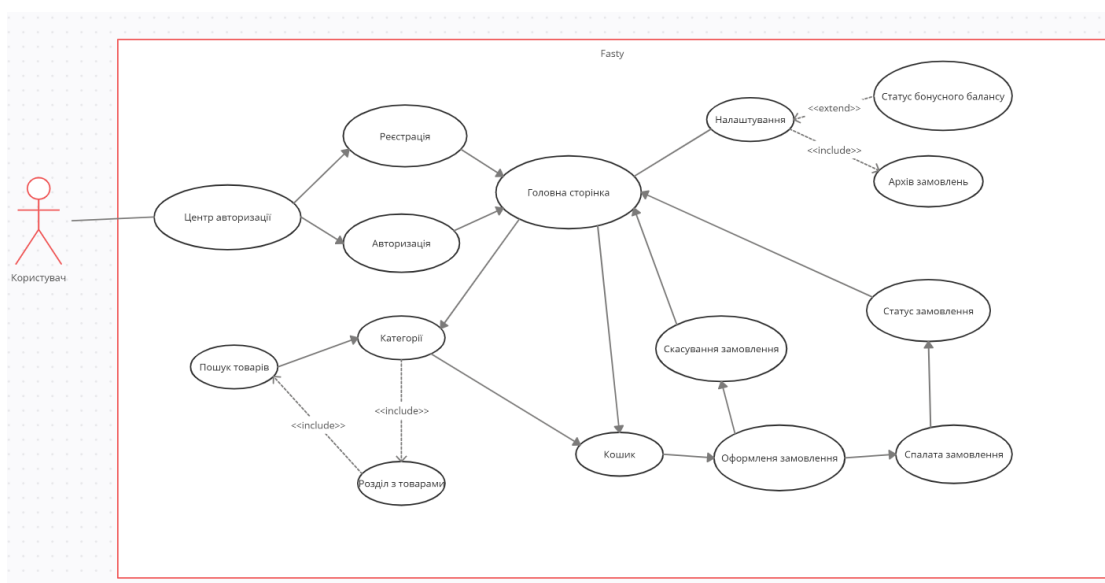 Fasty
Статус бонусного балансу
<<extend>>
Налаштування
Реєстрація
<<include>>
Архів замовлень
Головна сторінка
Центр авторизації
Авторизація
Користувач
Статус замовлення
Категорії
Скасування замовлення
Пошук товарів
<<include>>
<<include>>
Кошик
Оформленя замовлення
Спалата замовлення
Розділ з товарами